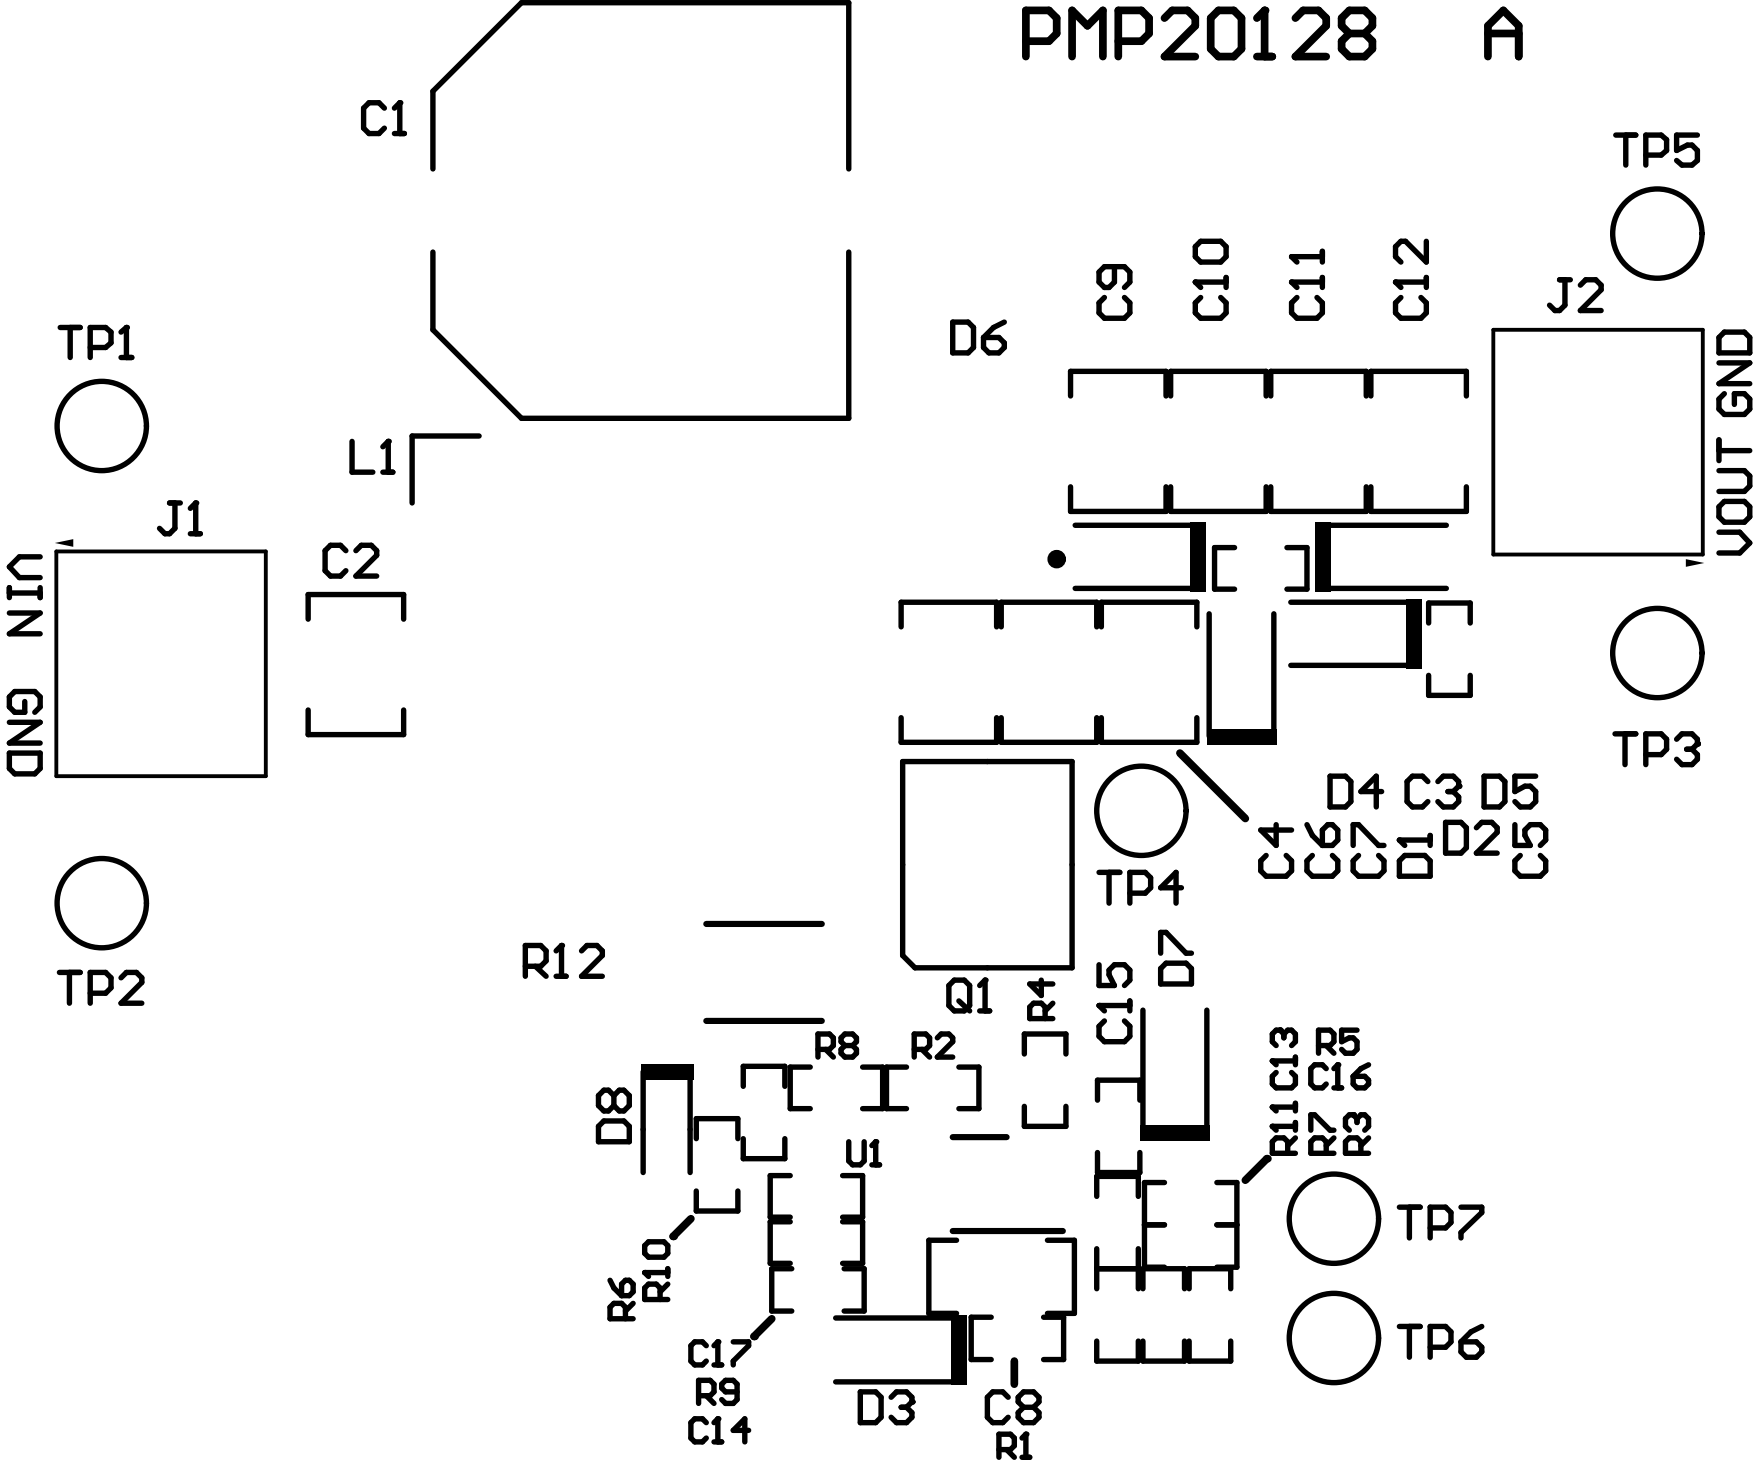 PMP20128 A
C1
TP5
C9 C10 C11 C12
J2
D6
TP1
VOUT GND
L1
J1
C2
VIN GND
TP3
D4 C3 D5
C4 C6 C7 D1 D2 C5
TP4
R12
TP2
Q1
R4
C15
D7
R8
R2
C13 R5
C16
D8
R11 R7 R3
U1
TP7
R10
R6
TP6
C17
R9
C14
D3
C8
R1